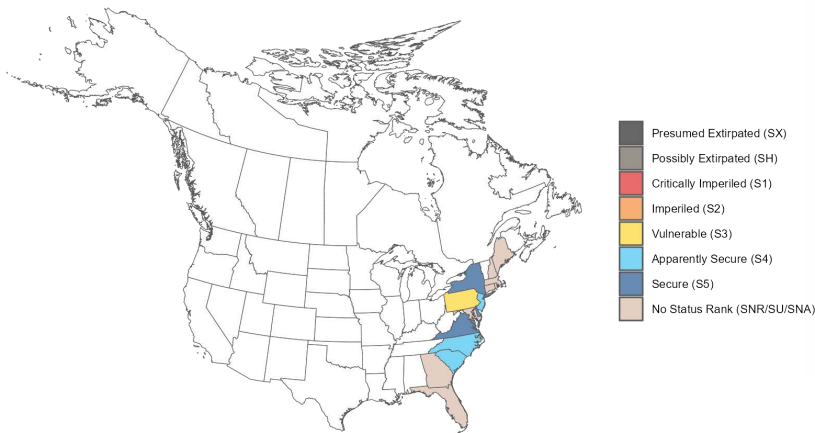 Presumed Extirpated (SX)
Possibly Extirpated (SH)
Critically Imperiled (S1)
Imperiled (S2)
Vulnerable (S3)
Apparently Secure (S4)
Secure (S5)
No Status Rank (SNR/SU/SNA)